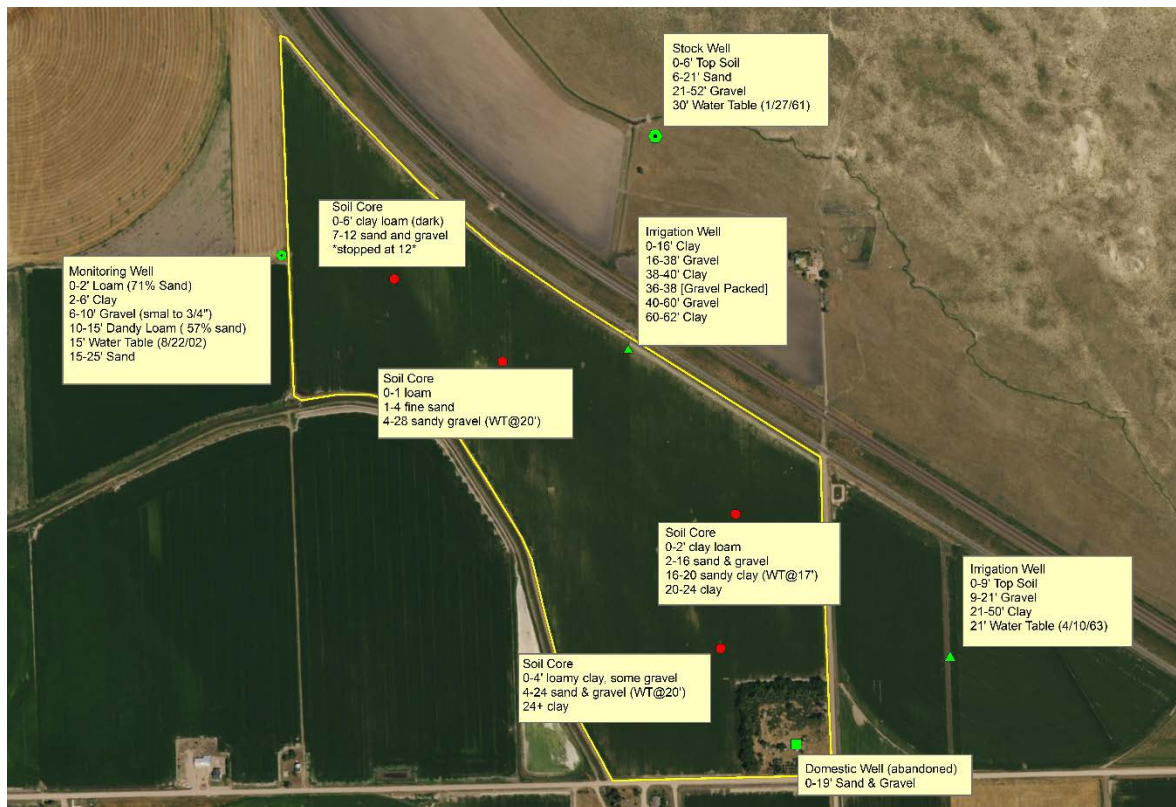 Stock Well
0-6' Top Soil
6-21' Sand
21-52' Gravel
30' Water Table (1/27/61)
Soil Core
0-6' clay loam (dark)
7-12 sand and gravel
*stopped at 12*
Irrigation Well
0-16' Clay
16-38' Gravel
38-40' Clay
36-38 [Gravel Packed]
40-60' Gravel
60-62' Clay
Monitoring Well
0-2' Loam (71% Sand)
2-6' Clay
6-10' Gravel (smal to 3/4")
10-15' Dandy Loam ( 57% sand)
15' Water Table (8/22/02)
15-25' Sand
Soil Core
0-1 loam
1-4 fine sand
4-28 sandy gravel (WT@20')
Soil Core
0-2' clay loam
2-16 sand & gravel
16-20 sandy clay (WT@17')
20-24 clay
Irrigation Well
0-9' Top Soil
9-21' Gravel
21-50' Clay
21' Water Table (4/10/63)
Soil Core
0-4' loamy clay, some gravel
4-24 sand & gravel (WT@20')
24+ clay
Domestic Well (abandoned)
0-19' Sand & Gravel